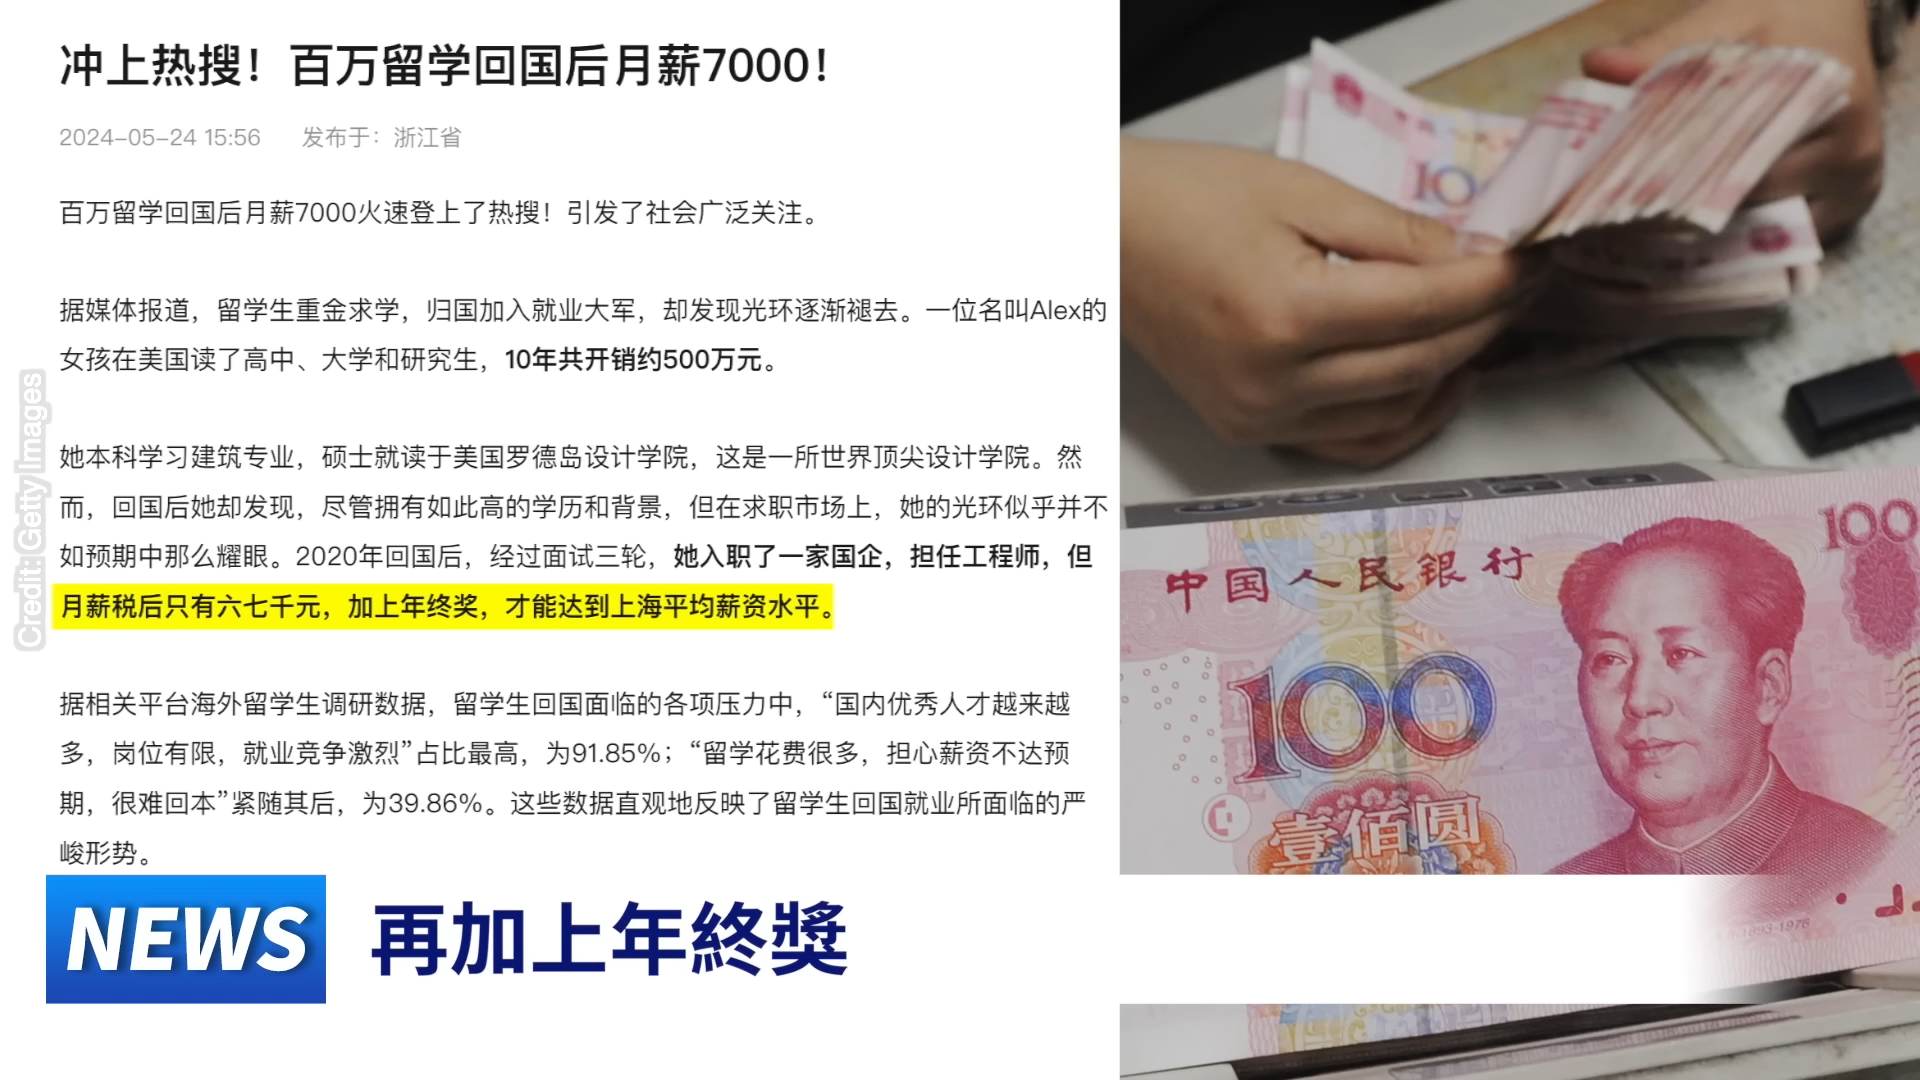 冲上热搜！百万留学回国后月薪7000！
2024-05-24 15:56 发布于：浙江省
百万留学回国后月薪7000火速登上了热搜！引发了社会广泛关注。
据媒体报道，留学生重金求学，归国加入就业大军，却发现光环逐渐褪去。一位名叫Alex的
女孩在美国读了高中、大学和研究生，10年共开销约500万元。
她本科学习建筑专业，硕士就读于美国罗德岛设计学院，这是一所世界顶尖设计学院。然
而，回国后她却发现，尽管拥有如此高的学历和背景，但在求职市场上，她的光环似乎并不
如预期中那么耀眼。2020年回国后，经过面试三轮，她入职了一家国企，担任工程师，但
月薪税后只有六七千元，加上年终奖，才能达到上海平均薪资水平。
据相关平台海外留学生调研数据，留学生回国面临的各项压力中，“国内优秀人才越来越
多，岗位有限，就业竞争激烈”占比最高，为91.85%；“留学花费很多，担心薪资不达预
期，很难回本”紧随其后，为39.86%。这些数据直观地反映了留学生回国就业所面临的严
峻形势。
Credit: Getty Images
NEWS
再加上年終獎
100
中国人民银行
100
100
壹佰圆
1893-1976